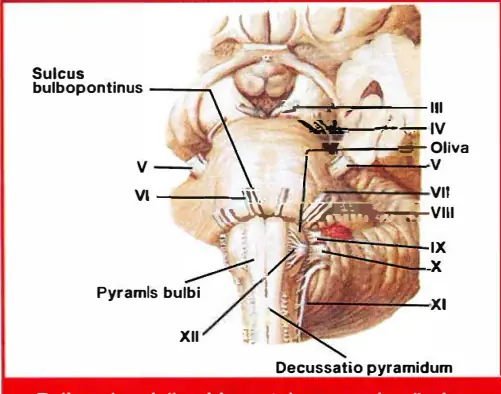 Sulcus
bulbopontinus
III
IV
Oliva
V
V
VI
VII
VIII
IX
X
Pyramis bulbi
XI
XII
Decussatio pyramidum